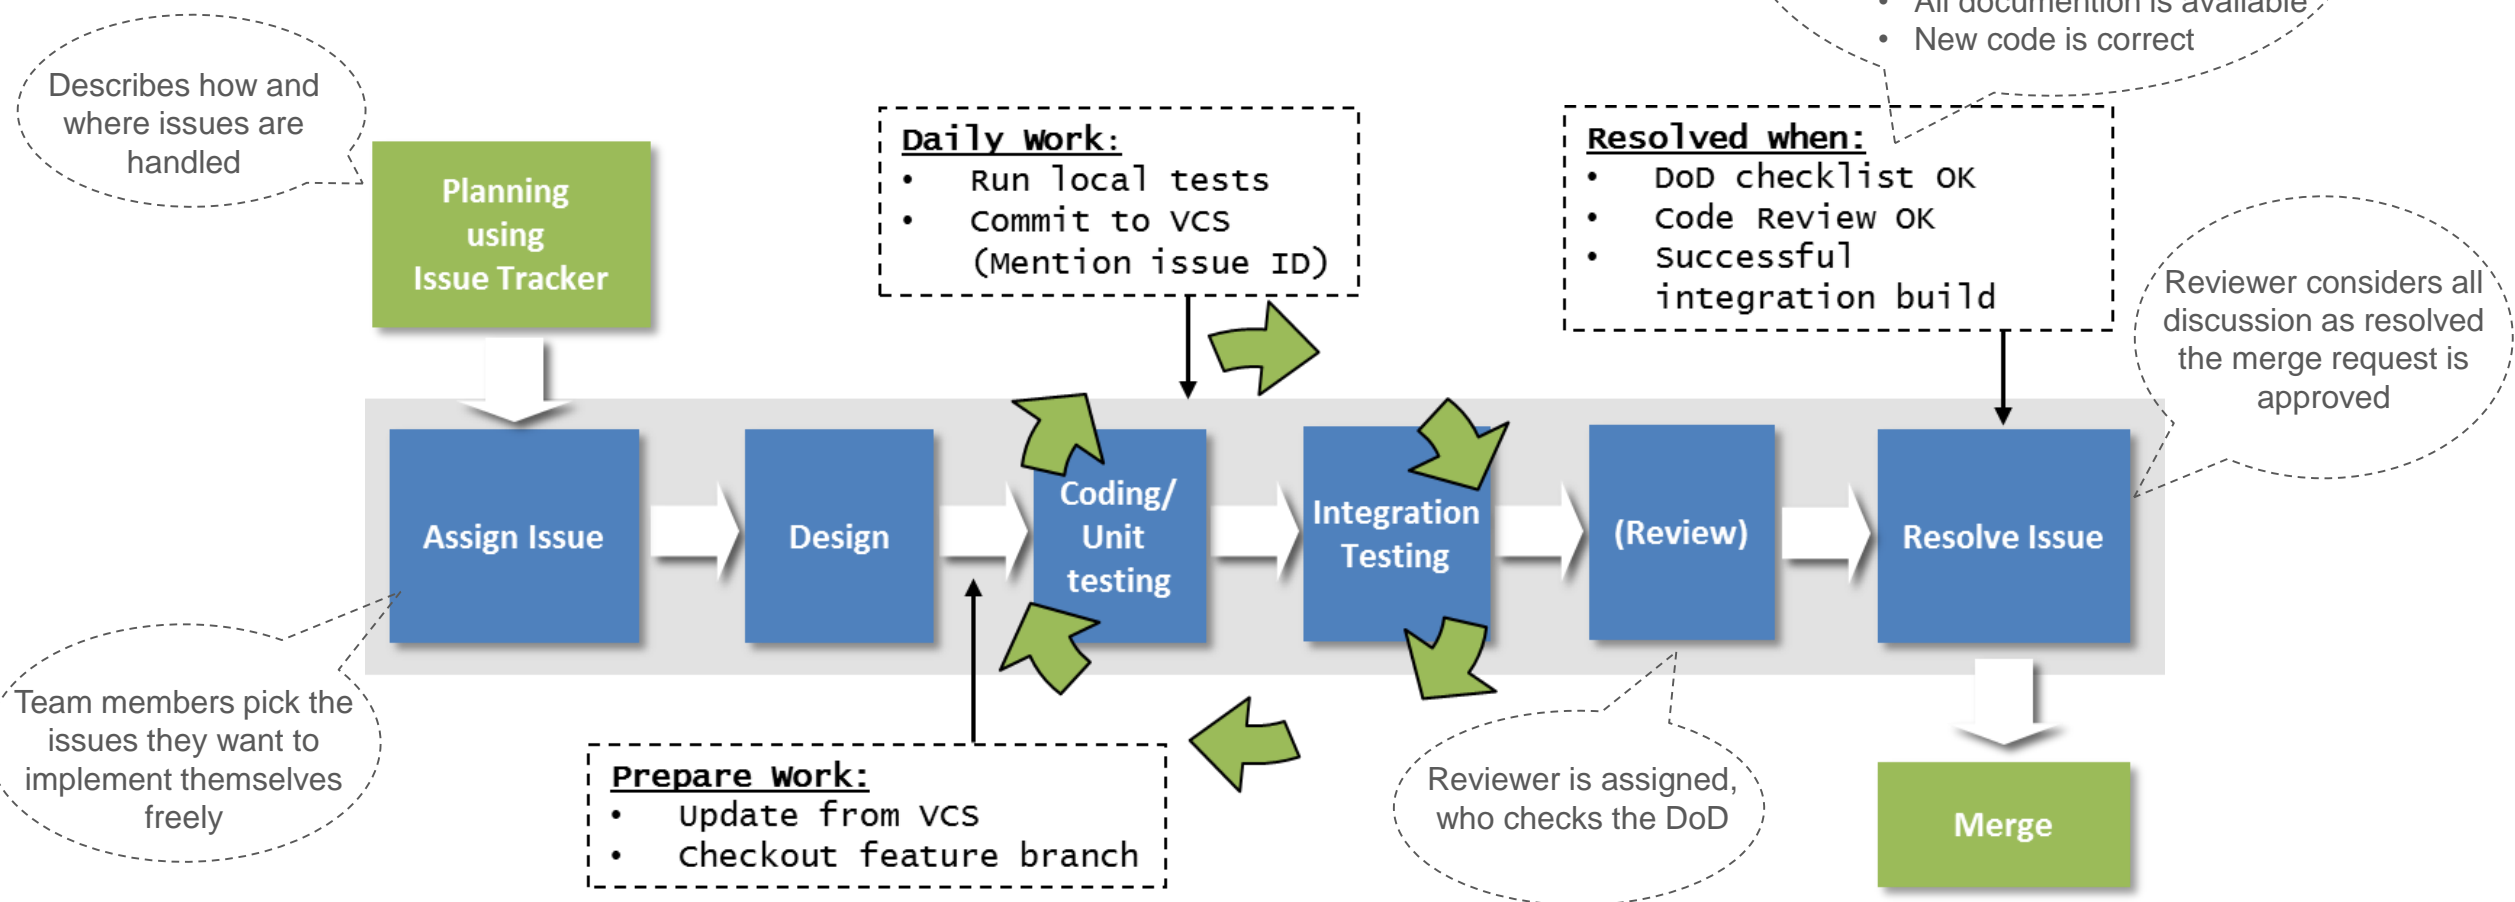 • All documention is available
• New code is correct
Describes how and
where issues are
handled
Planning
using
Issue Tracker
Daily Work:
• Run local tests
• Commit to VCS
(Mention issue ID)
Resolved when:
• DoD checklist OK
• Code Review OK
• Successful
integration build
Reviewer considers all
discussion as resolved
the merge request is
approved
Assign Issue
Design
Coding/
Unit
testing
Integration
Testing
(Review)
Resolve Issue
Team members pick the
issues they want to
implement themselves
freely
Prepare Work:
• Update from VCS
• Checkout feature branch
Reviewer is assigned,
who checks the DoD
Merge